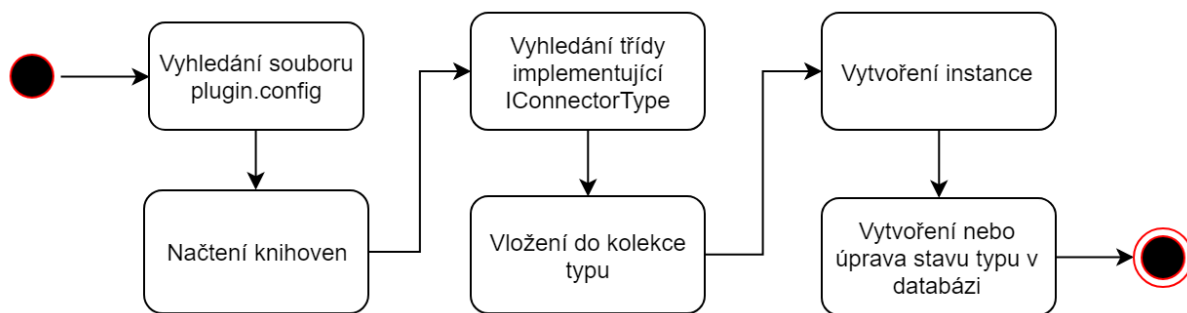 Vyhledání souboru
plugin.config
Načtení knihoven
Vyhledání třídy
implementující
IConnectorType
Vložení do kolekce
typu
Vytvoření instance
Vytvoření nebo
úprava stavu typu v
databázi